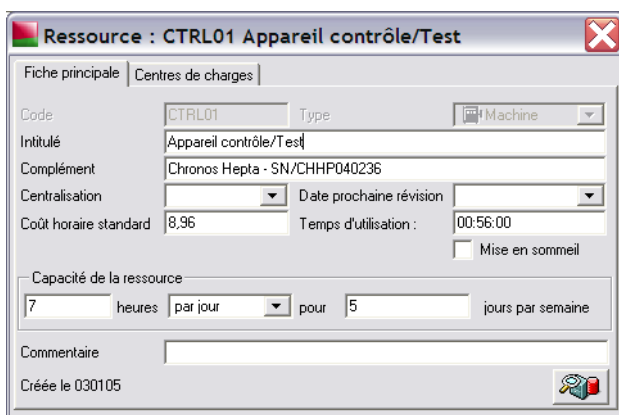 Ressource : CTRL01 Appareil contrôle/Test
Fiche principale Centres de charges
Code CTRL01 Type Machine
Intitulé Appareil contrôle/Test
Complément Chronos Hepta - SN/CHHP040236
Centralisation Date prochaine révision
Coût horaire standard 8,96 Temps d'utilisation : 00:56:00
Mise en sommeil
Capacité de la ressource
7 heures par jour pour 5 jours par semaine
Commentaire
Créée le 030105